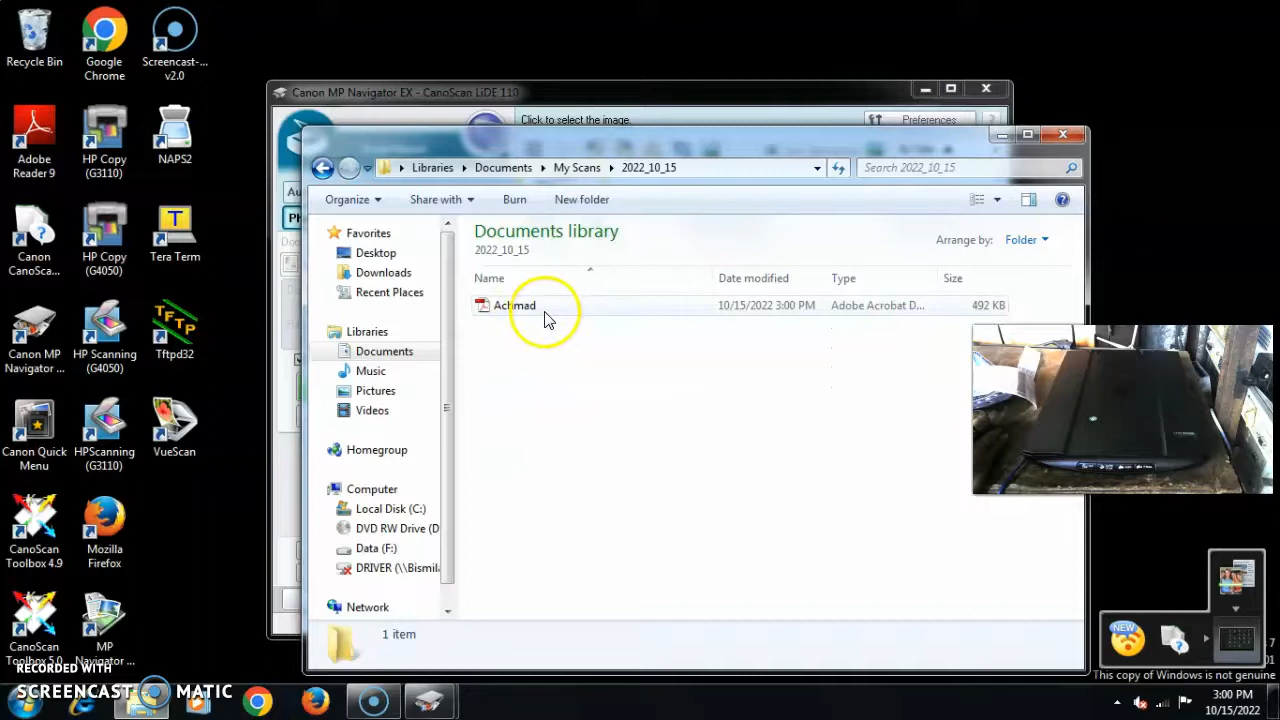 Recycle Bin
Google
Chrome
Screencast-...
v2.0
Adobe
Reader 9
HP Copy
(G3110)
NAPS2
Canon
CanoSca...
HP Copy
(G4050)
Tera Term
Canon MP
Navigator ...
HP Scanning
(G4050)
TFTP
Tftpd32
Canon Quick
Menu
HPScanning
(G3110)
VueScan
CanoScan
Toolbox 4.9
Mozilla
Firefox
CanoScan
Toolbox 5.0
MP
Navigator ...
Canon MP Navigator EX - CanoScan LiDE 110
Click to select the image.
Preferences
Libraries
Documents
My Scans
2022_10_15
Search 2022_10_15
Organize
Share with
Burn
New folder
Favorites
Desktop
Downloads
Recent Places
Libraries
Documents
Music
Pictures
Videos
Homegroup
Computer
Local Disk (C:)
DVD RW Drive (D
Data (F:)
DRIVER (\\Bismil
Network
Documents library
2022_10_15
Arrange by: Folder
Name Date modified Type Size
Achmad 10/15/2022 3:00 PM Adobe Acrobat D... 492 KB
1 item
NEW
This copy of Windows is not genuine
RECORDED WITH
SCREENCAST MATIC
3:00 PM
10/15/2022